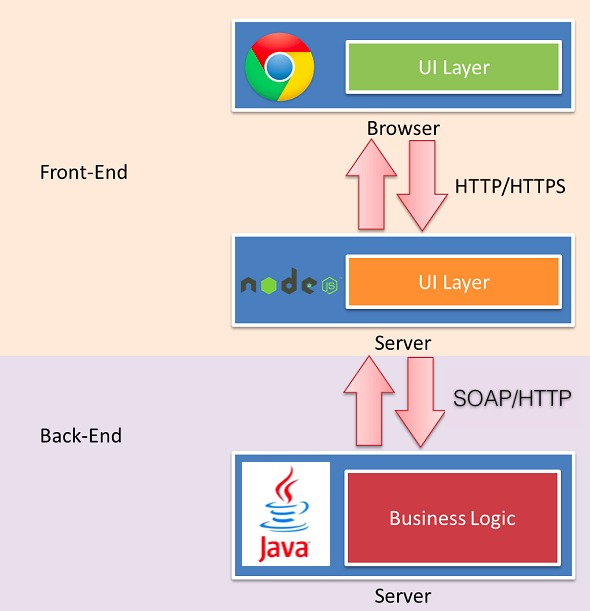 UI Layer
Browser
Front-End
HTTP/HTTPS
node JS
UI Layer
Server
SOAP/HTTP
Back-End
Java
Business Logic
Server